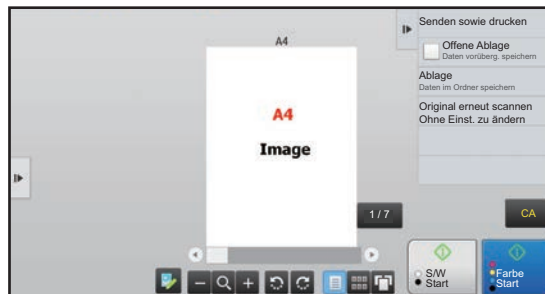 A4
A4
Image
1 / 7
Senden sowie drucken
Offene Ablage
Daten vorüberg. speichern
Ablage
Daten im Ordner speichern
Original erneut scannen
Ohne Einst. zu ändern
CA
S/W
Start
Farbe
Start